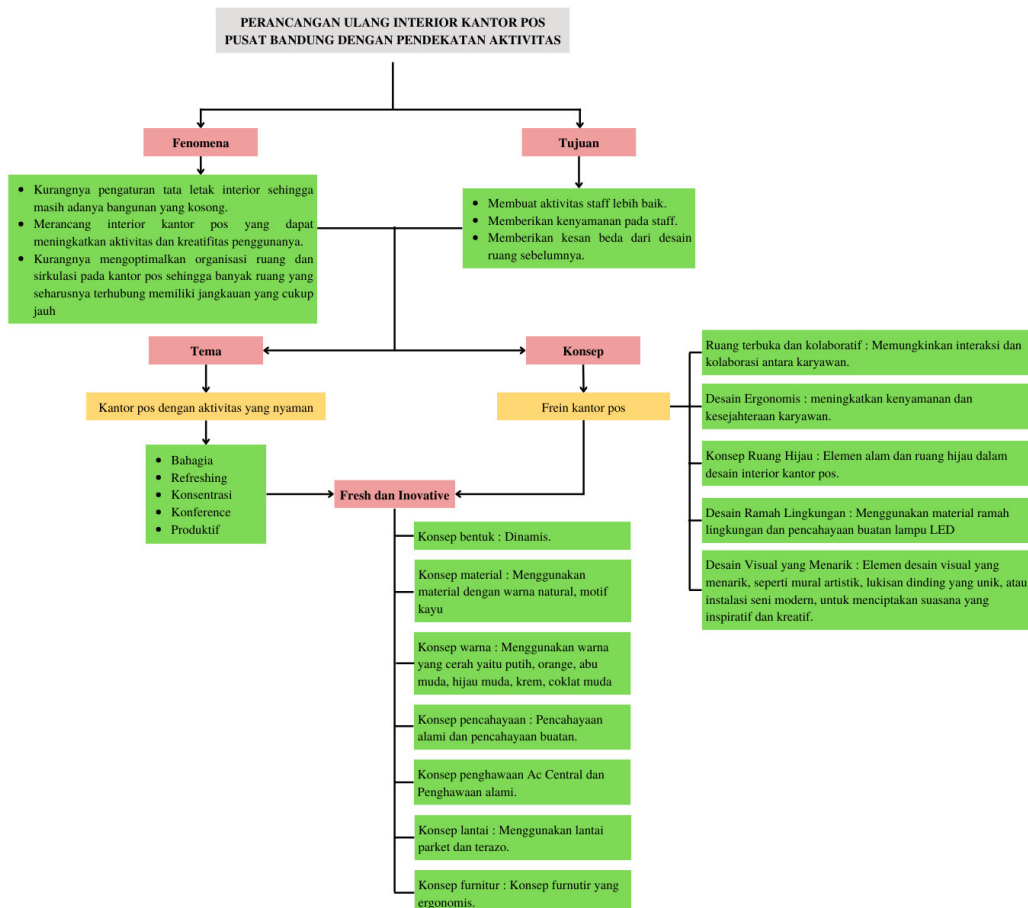 PERANCANGAN ULANG INTERIOR KANTOR POS
PUSAT BANDUNG DENGAN PENDEKATAN AKTIVITAS
Fenomena
Tujuan
• Kurangnya pengaturan tata letak interior sehingga
masih adanya bangunan yang kosong.
• Merancang interior kantor pos yang dapat
meningkatkan aktivitas dan kreatifitas penggunanya.
• Kurangnya mengoptimalkan organisasi ruang dan
sirkulasi pada kantor pos sehingga banyak ruang yang
seharusnya terhubung memiliki jangkauan yang cukup
jauh
• Membuat aktivitas staff lebih baik.
• Memberikan kenyamanan pada staff.
• Memberikan kesan beda dari desain
ruang sebelumnya.
Tema
Konsep
Kantor pos dengan aktivitas yang nyaman
Frein kantor pos
• Bahagia
• Refreshing
• Konsentrasi
• Konference
• Produktif
Fresh dan Inovative
Ruang terbuka dan kolaboratif : Memungkinkan interaksi dan
kolaborasi antara karyawan.
Desain Ergonomis : meningkatkan kenyamanan dan
kesejahteraan karyawan.
Konsep Ruang Hijau : Elemen alam dan ruang hijau dalam
desain interior kantor pos.
Desain Ramah Lingkungan : Menggunakan material ramah
lingkungan dan pencahayaan buatan lampu LED
Desain Visual yang Menarik : Elemen desain visual yang
menarik, seperti mural artistik, lukisan dinding yang unik, atau
instalasi seni modern, untuk menciptakan suasana yang
inspiratif dan kreatif.
Konsep bentuk : Dinamis.
Konsep material : Menggunakan
material dengan warna natural, motif
kayu
Konsep warna : Menggunakan warna
yang cerah yaitu putih, orange, abu
muda, hijau muda, krem, coklat muda
Konsep pencahayaan : Pencahayaan
alami dan pencahayaan buatan.
Konsep penghawaan Ac Central dan
Penghawaan alami.
Konsep lantai : Menggunakan lantai
parket dan terazo.
Konsep furnitur : Konsep furnutir yang
ergonomis.